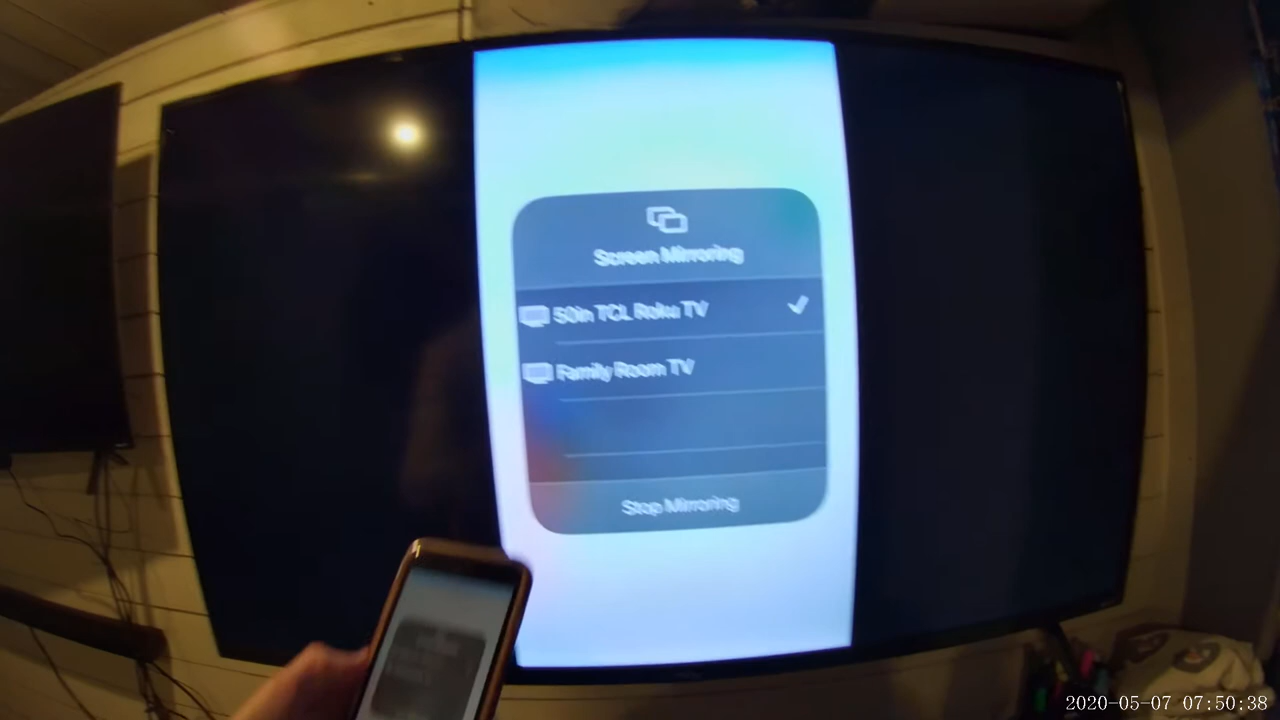 Screen Mirroring
50in TCL Roku TV
Family Room TV
Stop Mirroring
2020-05-07 07:50:38